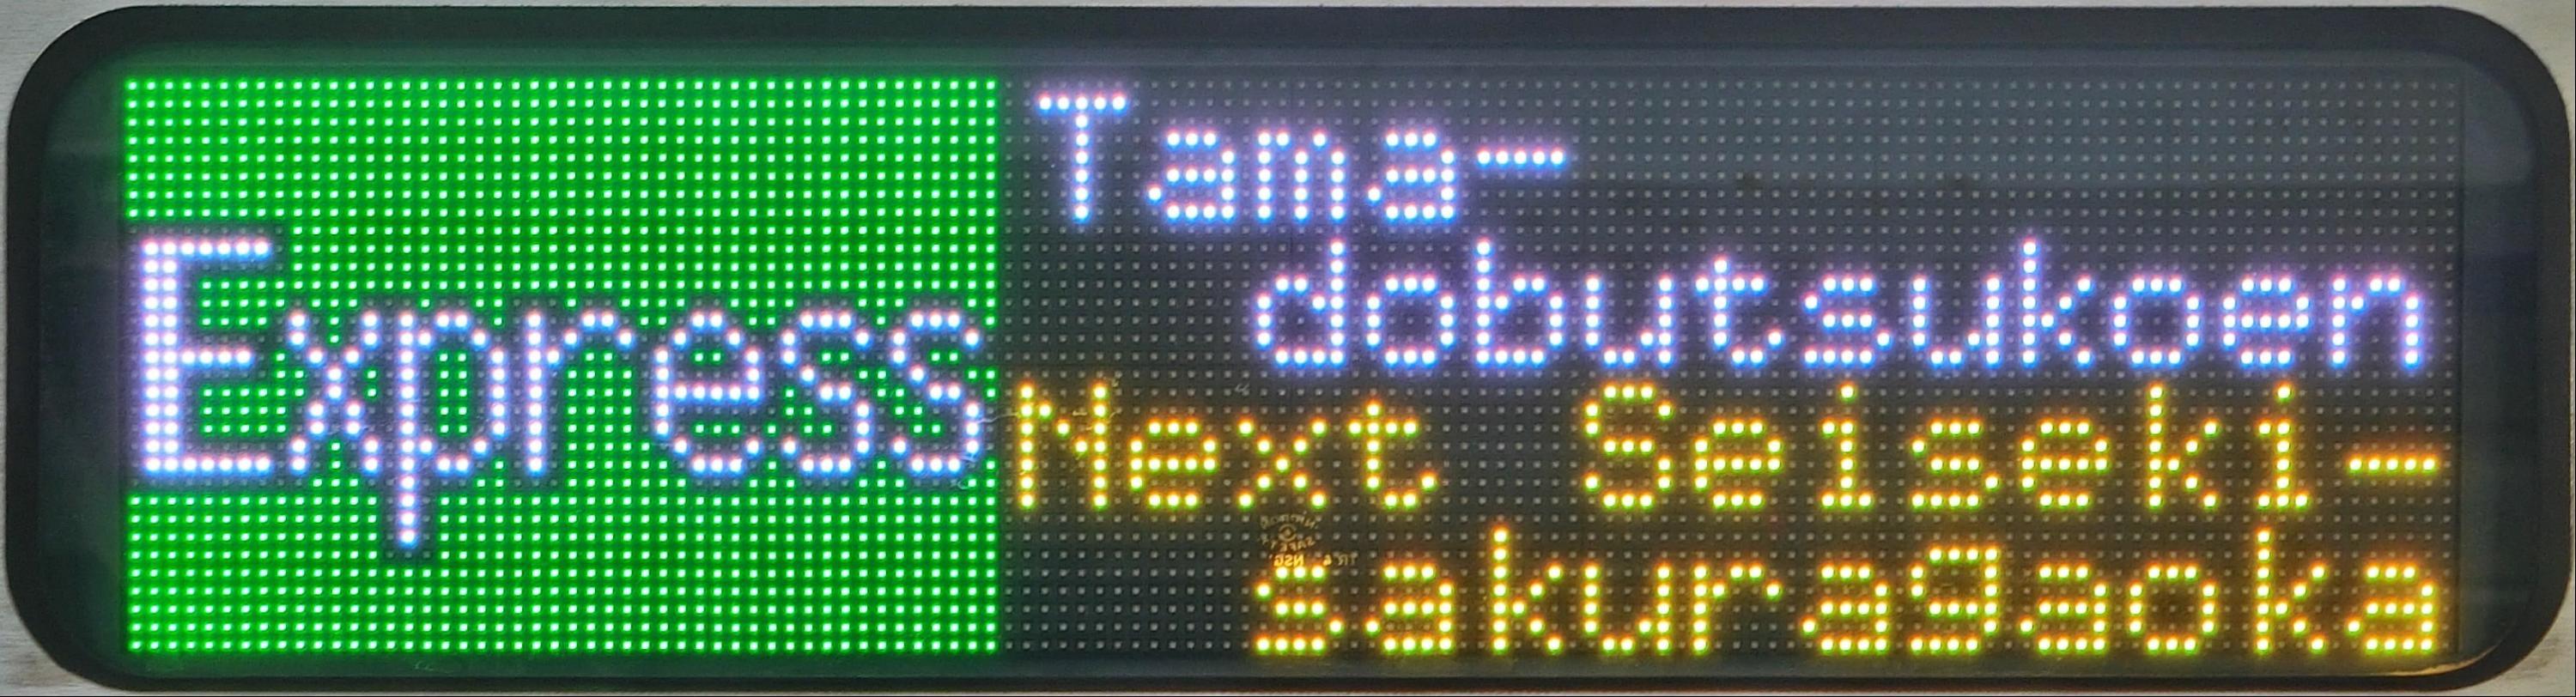 Express
Tama-
dobutsukoen
Next Seiseki-
sakuragaoka